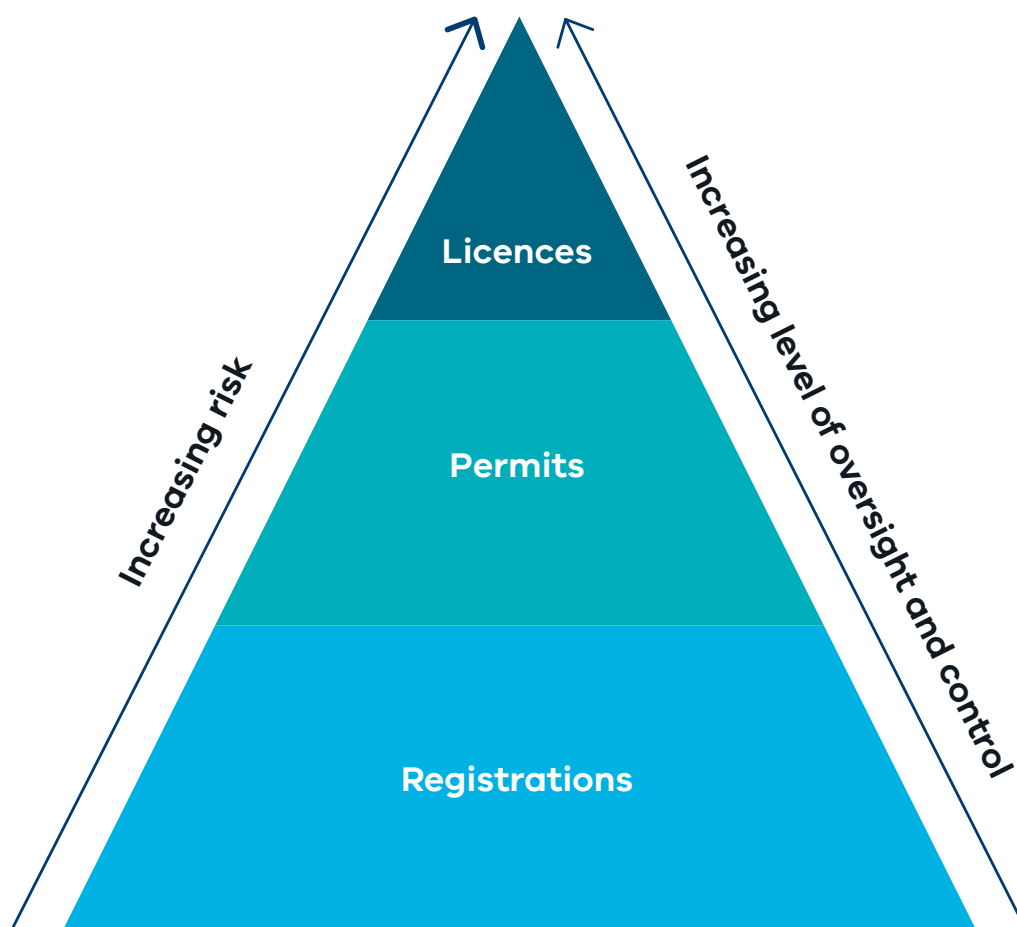 Licences
Increasing level of oversight and control
Increasing risk
Permits
Registrations